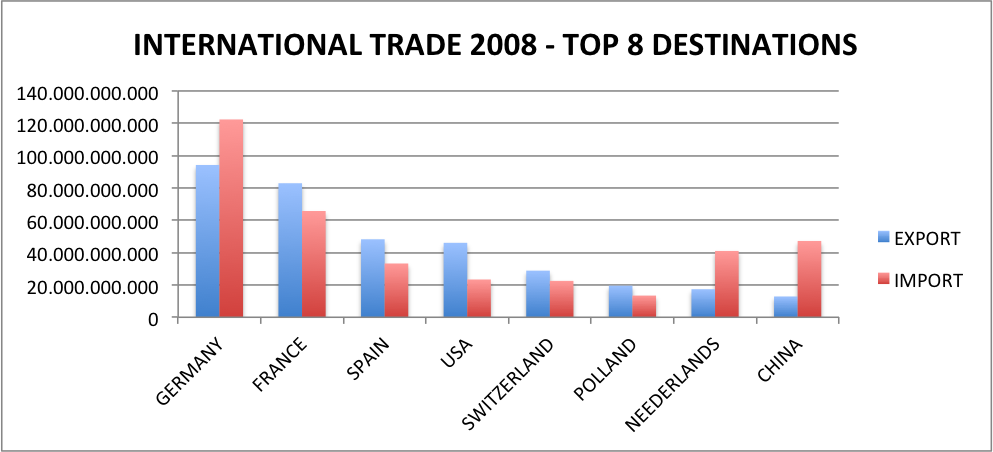 INTERNATIONAL TRADE 2008 - TOP 8 DESTINATIONS
140.000.000.000
120.000.000.000
100.000.000.000
80.000.000.000
60.000.000.000
40.000.000.000
20.000.000.000
0
GERMANY
FRANCE
SPAIN
USA
SWITZERLAND
POLLAND
NEEDERLANDS
CHINA
EXPORT
IMPORT